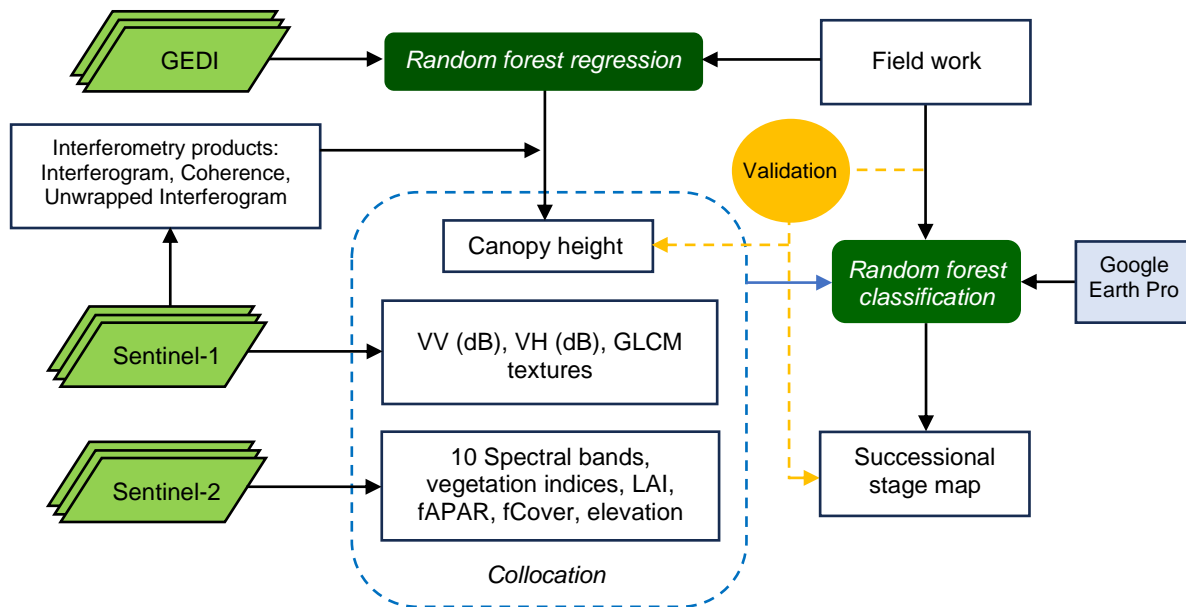 GEDI
Random forest regression
Field work
Interferometry products:
Interferogram, Coherence,
Unwrapped Interferogram
Validation
Canopy height
Random forest
classification
Google
Earth Pro
Sentinel-1
VV (dB), VH (dB), GLCM
textures
Sentinel-2
10 Spectral bands,
vegetation indices, LAI,
fAPAR, fCover, elevation
Successional
stage map
Collocation